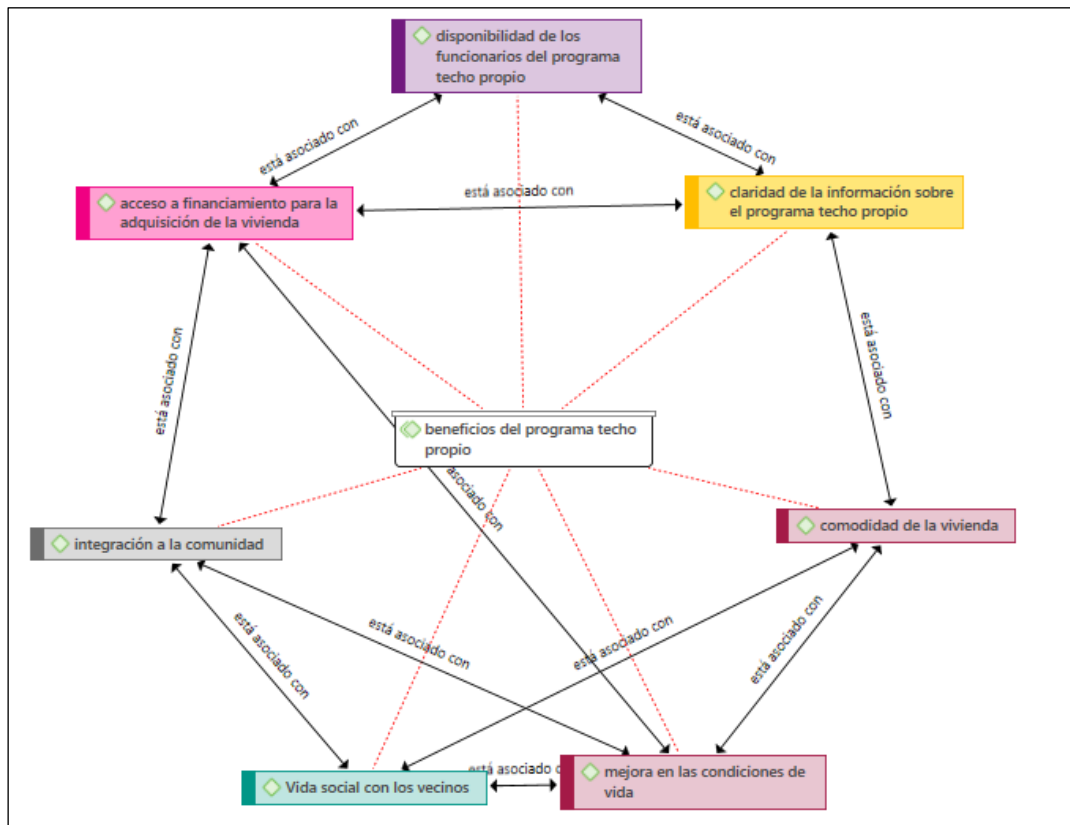 disponibilidad de los
funcionarios del programa
techo propio
está asociado con
está asociado con
acceso a financiamiento para la
adquisición de la vivienda
está asociado con
claridad de la información sobre
el programa techo propio
está asociado con
está asociado con
beneficios del programa techo
propio
asociado con
integración a la comunidad
comodidad de la vivienda
está asociado con
está asociado con
está asociado con
está asociado con
Vida social con los vecinos
está asociado
mejora en las condiciones de
vida